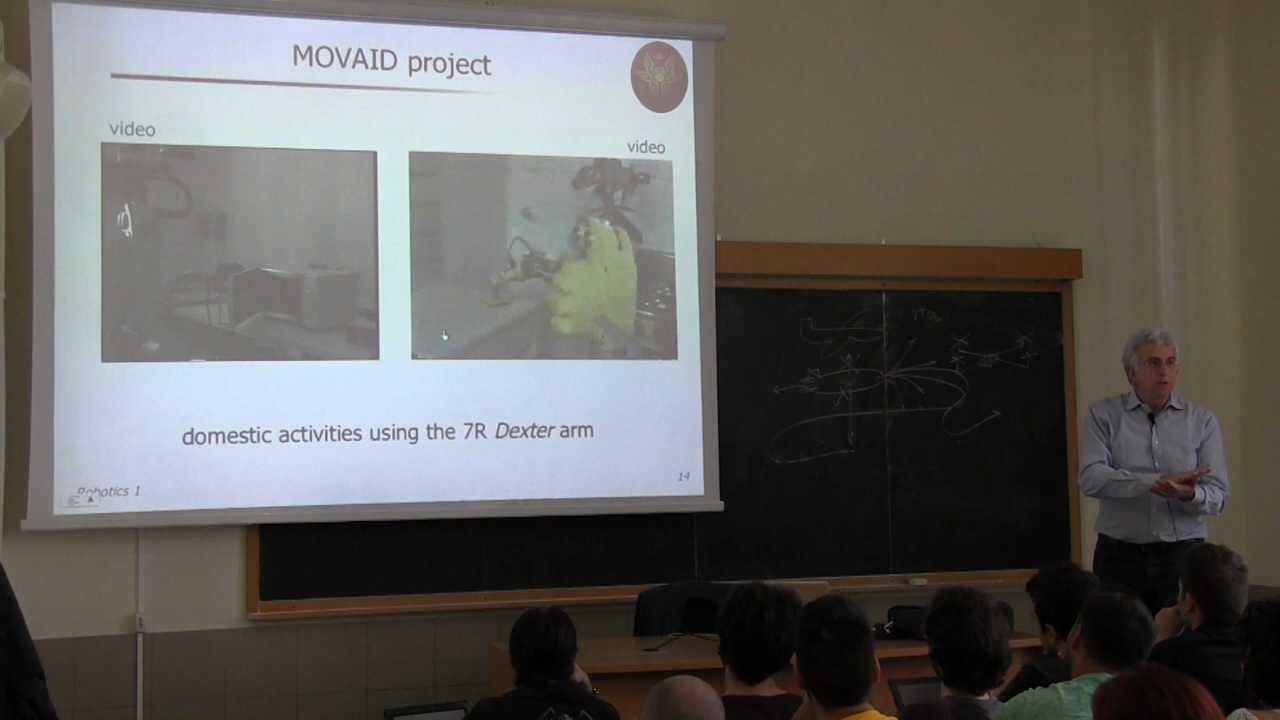 MOVAID project
video
video
domestic activities using the 7R Dexter arm
Robotics 1
14